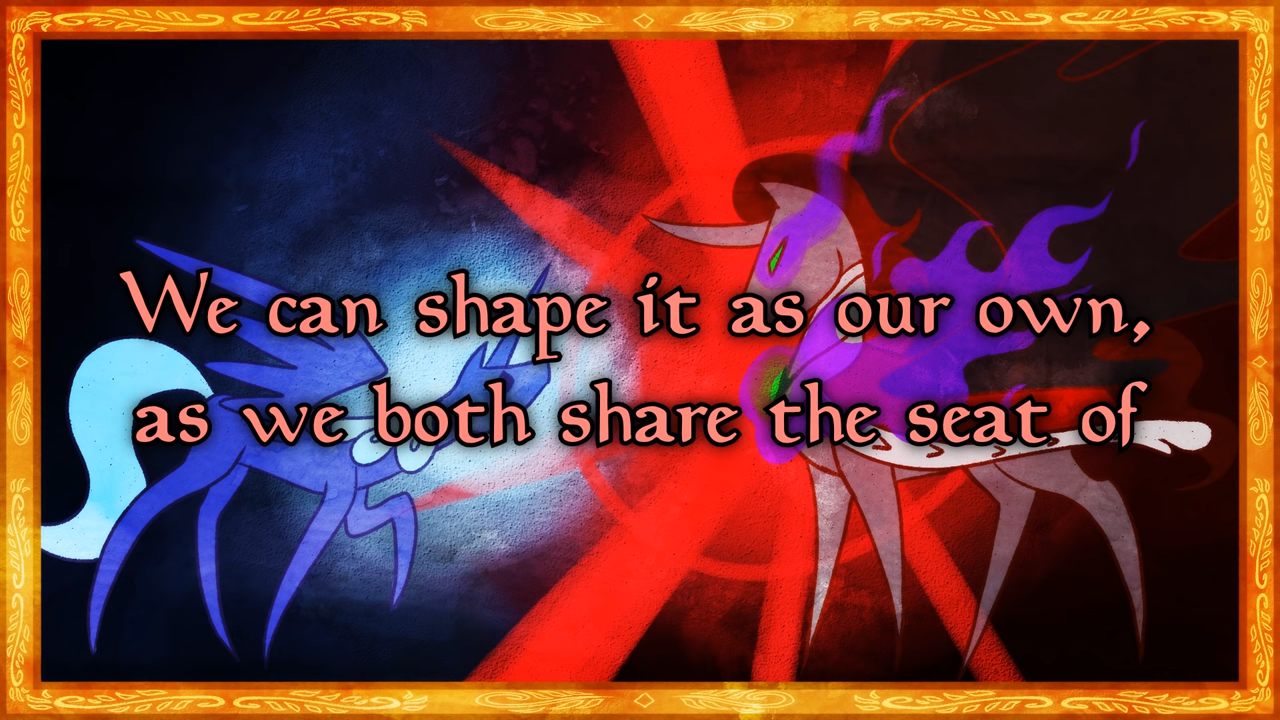 We can shape it as our own,
as we both share the seat of